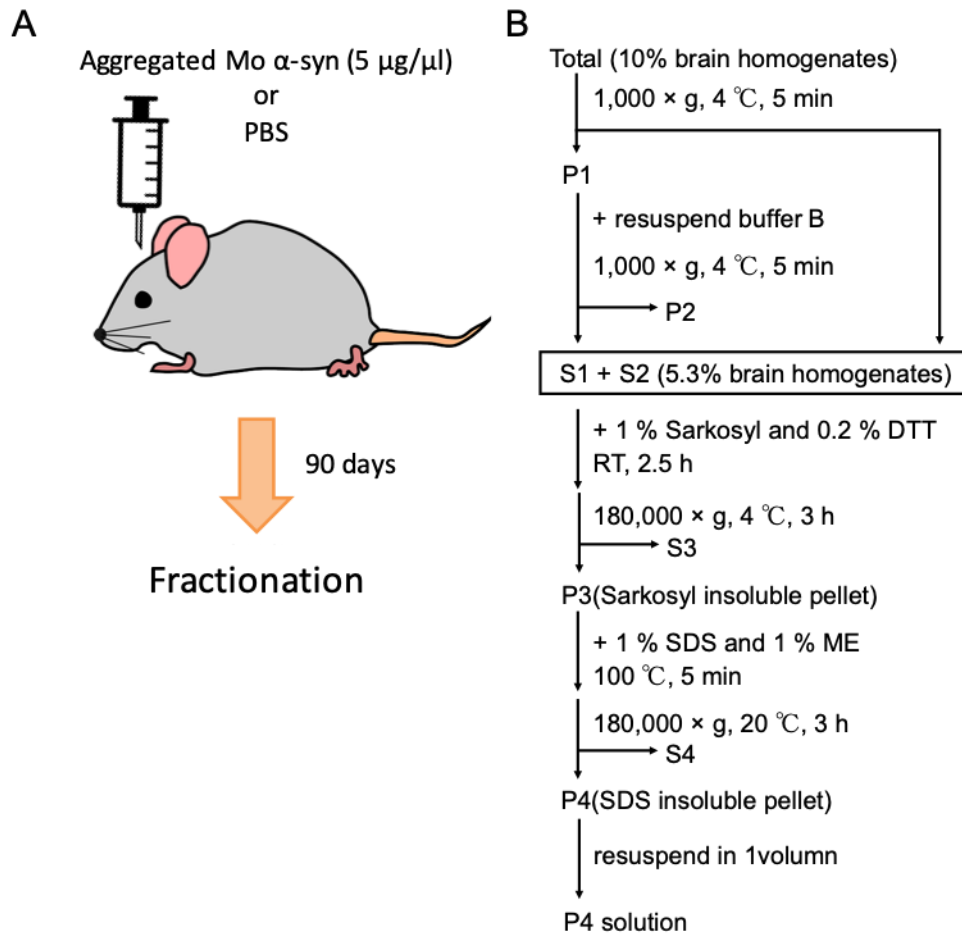 A
Aggregated Mo α-syn (5 μg/μl)
or
PBS
90 days
Fractionation
B
Total (10% brain homogenates)
1,000 × g, 4 ℃, 5 min
P1
+ resuspend buffer B
1,000 × g, 4 ℃, 5 min
P2
S1 + S2 (5.3% brain homogenates)
+ 1 % Sarkosyl and 0.2 % DTT
RT, 2.5 h
180,000 × g, 4 ℃, 3 h
S3
P3(Sarkosyl insoluble pellet)
+ 1 % SDS and 1 % ME
100 ℃, 5 min
180,000 × g, 20 ℃, 3 h
S4
P4(SDS insoluble pellet)
resuspend in 1volumn
P4 solution